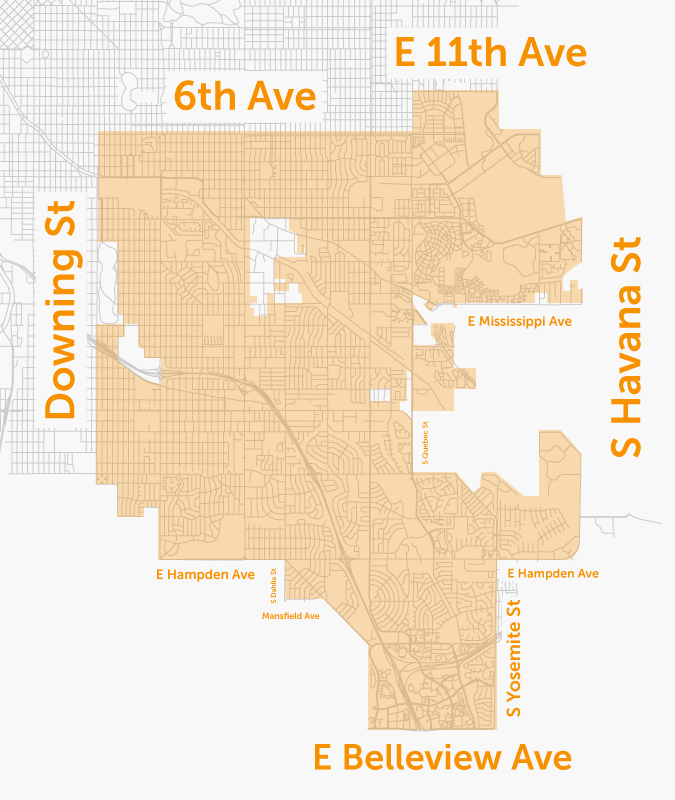 E 11th Ave
6th Ave
Downing St
S Havana St
E Mississippi Ave
S Quebec St
E Hampden Ave
S Dahlia St
E Hampden Ave
Mansfield Ave
S Yosemite St
E Belleview Ave